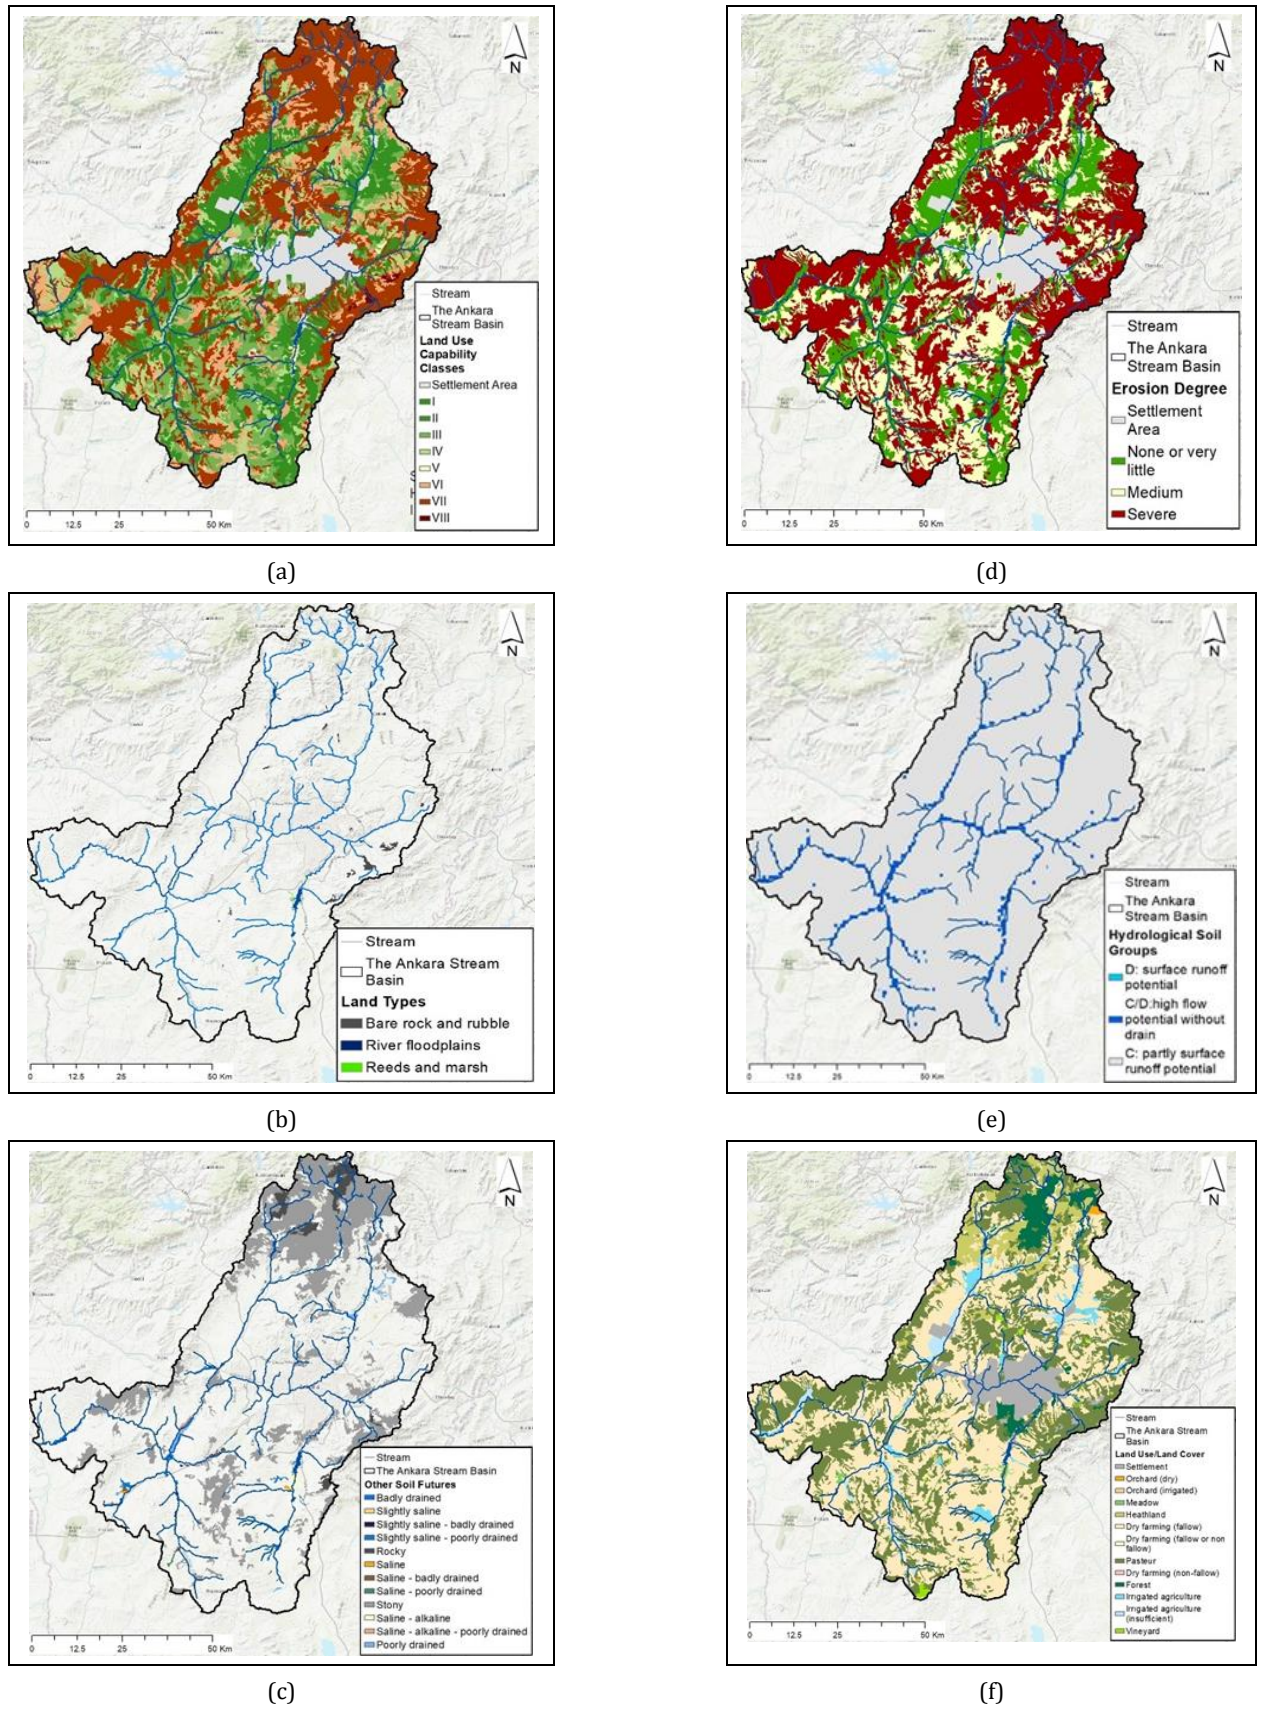 N
Stream
The Ankara
Stream Basin
Land Use
Capability
Classes
Settlement Area
I
II
III
IV
V
VI
VII
VIII
0 12.5 25 50 Km
(a)
N
Stream
The Ankara
Stream Basin
Erosion Degree
Settlement
Area
None or very
little
Medium
Severe
0 12.5 25 50 Km
(d)
N
Stream
The Ankara Stream
Basin
Land Types
Bare rock and rubble
River floodplains
Reeds and marsh
0 12.5 25 50 Km
(b)
N
Stream
The Ankara
Stream Basin
Hydrological Soil
Groups
D: surface runoff
potential
C/D:high flow
potential without
drain
C: partly surface
runoff potential
0 12.5 25 50 Km
(e)
N
Stream
The Ankara Stream Basin
Other Soil Futures
Badly drained
Slightly saline
Slightly saline - badly drained
Slightly saline - poorly drained
Rocky
Saline
Saline - badly drained
Saline - poorly drained
Stony
Saline - alkaline
Saline - alkaline - poorly drained
Poorly drained
0 12.5 25 50 Km
(c)
N
Stream
The Ankara Stream
Basin
Land Use/Land Cover
Settlement
Orchard (dry)
Orchard (irrigated)
Meadow
Heathland
Dry farming (fallow)
Dry farming (fallow or non
fallow)
Pasteur
Dry farming (non-fallow)
Forest
Irrigated agriculture
Irrigated agriculture
(insufficient)
Vineyard
0 12.5 25 50 Km
(f)